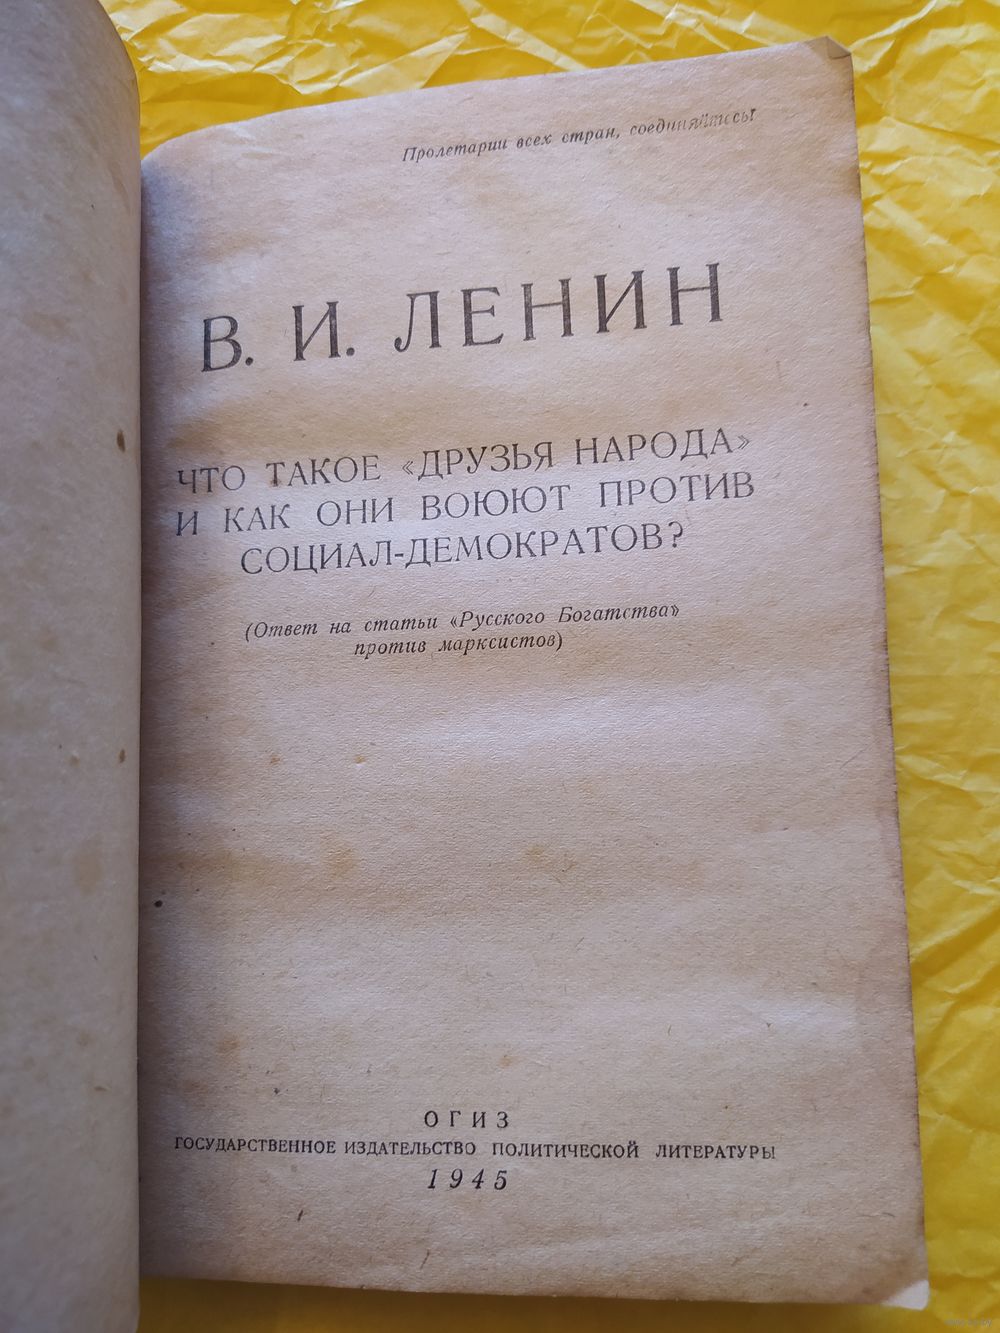 Пролетарии всех стран, соединяйтесь!
В. И. ЛЕНИН
ЧТО ТАКОЕ «ДРУЗЬЯ НАРОДА»
И КАК ОНИ ВОЮЮТ ПРОТИВ
СОЦИАЛ-ДЕМОКРАТОВ?
(Ответ на статьи «Русского Богатства»
против марксистов)
ОГИЗ
ГОСУДАРСТВЕННОЕ ИЗДАТЕЛЬСТВО ПОЛИТИЧЕСКОЙ ЛИТЕРАТУРЫ
1945